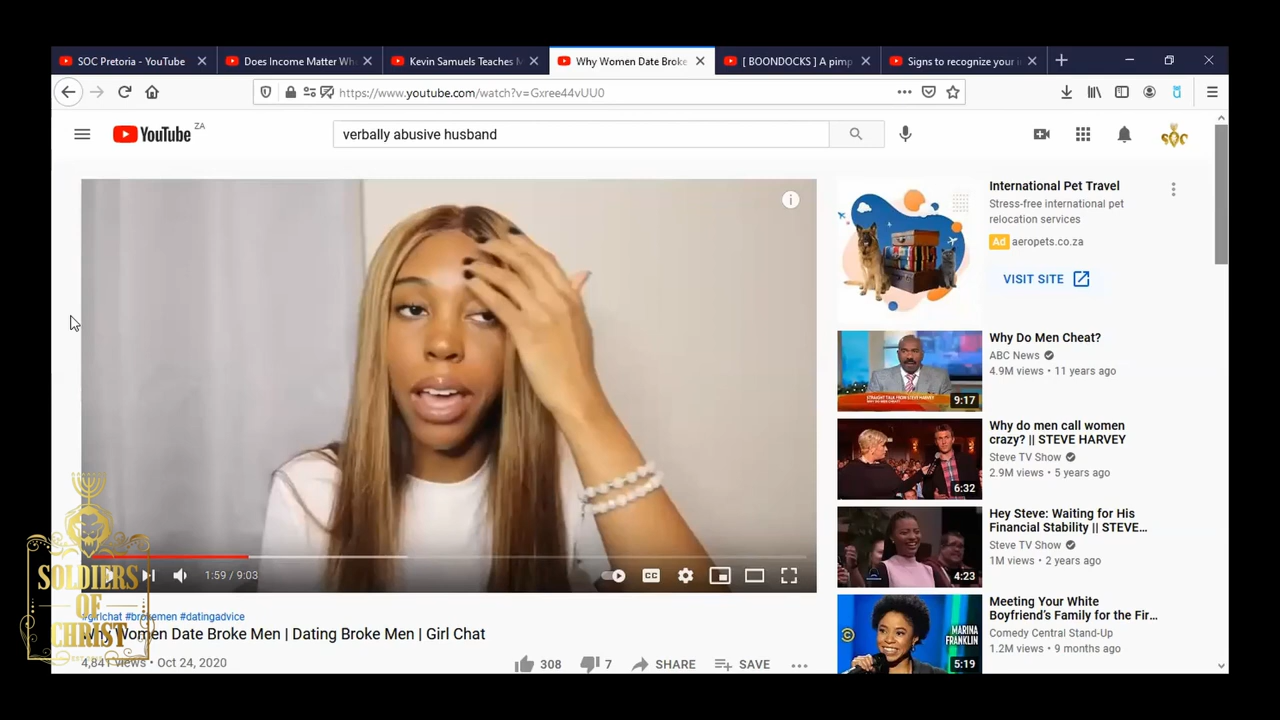 SOC Pretoria - YouTube
Does Income Matter Wh
Kevin Samuels Teaches M
Why Women Date Broke
[ BOONDOCKS ] A pimp
Signs to recognize your i
https://www.youtube.com/watch?v=Gxree44vUU0
YouTube ZA
verbally abusive husband
International Pet Travel
Stress-free international pet
relocation services
Ad aeropets.co.za
VISIT SITE
Why Do Men Cheat?
ABC News
4.9M views • 11 years ago
STRAIGHT TALK FROM STEVE HARVEY
9:17
Why do men call women
crazy? || STEVE HARVEY
Steve TV Show
2.9M views • 5 years ago
6:32
Hey Steve: Waiting for His
Financial Stability || STEVE...
Steve TV Show
1M views • 2 years ago
4:23
Meeting Your White
Boyfriend's Family for the Fir...
Comedy Central Stand-Up
1.2M views • 9 months ago
MARINA
FRANKLIN
5:19
1:59 / 9:03
CC
#girlchat #brokemen #datingadvice
Why Women Date Broke Men | Dating Broke Men | Girl Chat
4,841 views • Oct 24, 2020
308
7
SHARE
SAVE
SOLDIERS
OF
CHRIST